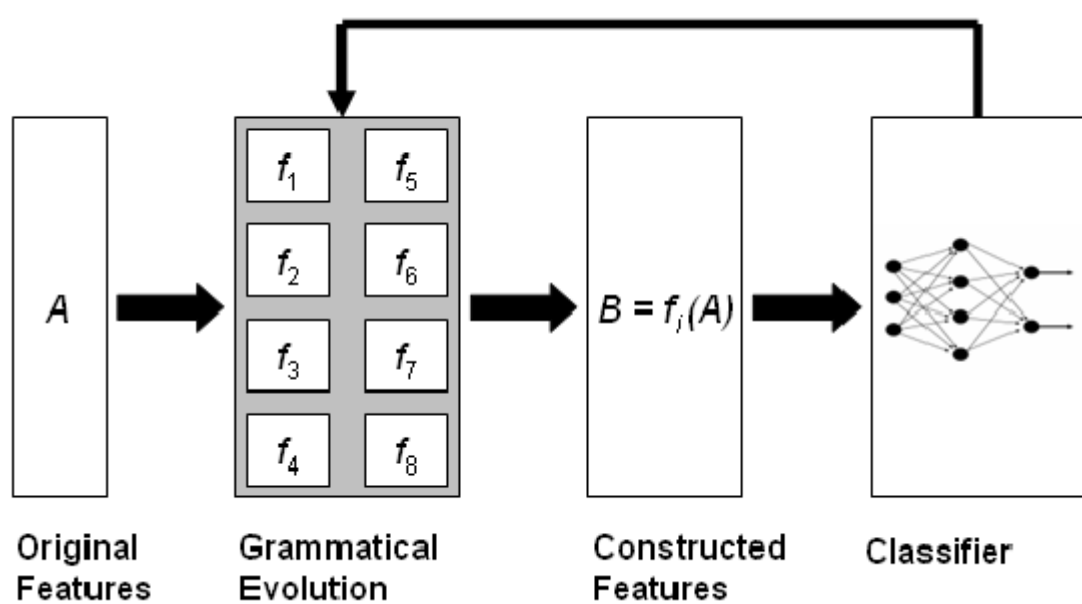 f1 f5
f2 f6
A
B = fi(A)
f3 f7
f4 f8
Original
Features
Grammatical
Evolution
Constructed
Features
Classifier